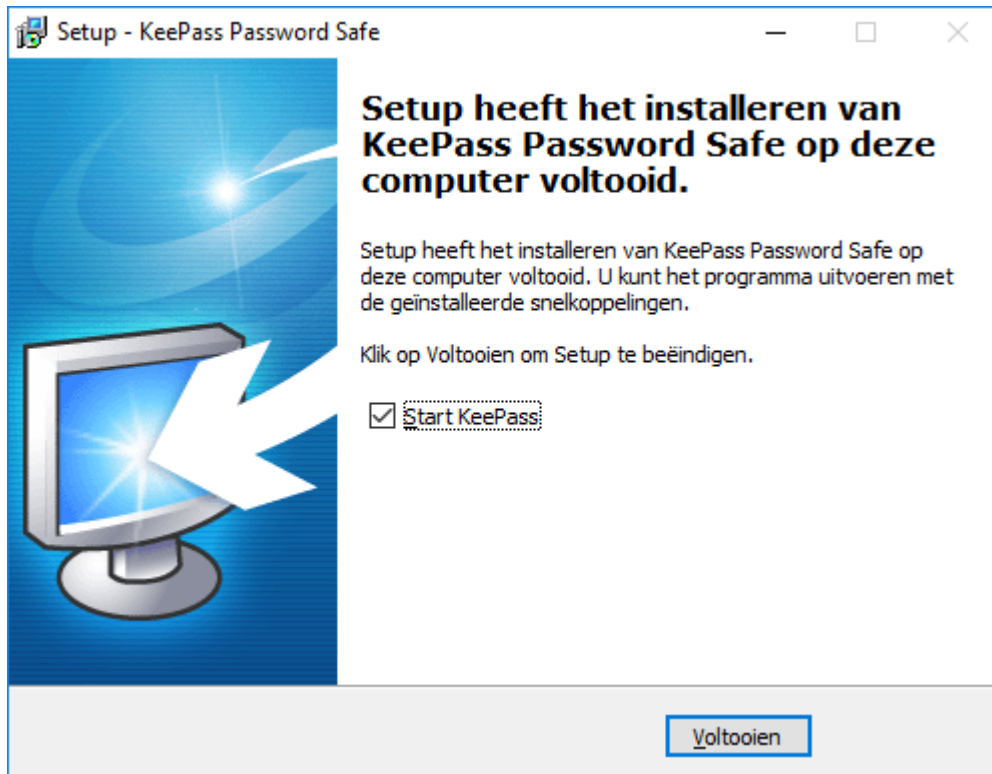 Setup - KeePass Password Safe
Setup heeft het installeren van
KeePass Password Safe op deze
computer voltooid.
Setup heeft het installeren van KeePass Password Safe op
deze computer voltooid. U kunt het programma uitvoeren met
de geïnstalleerde snelkoppelingen.
Klik op Voltooien om Setup te beëindigen.
Start KeePass
Voltooien